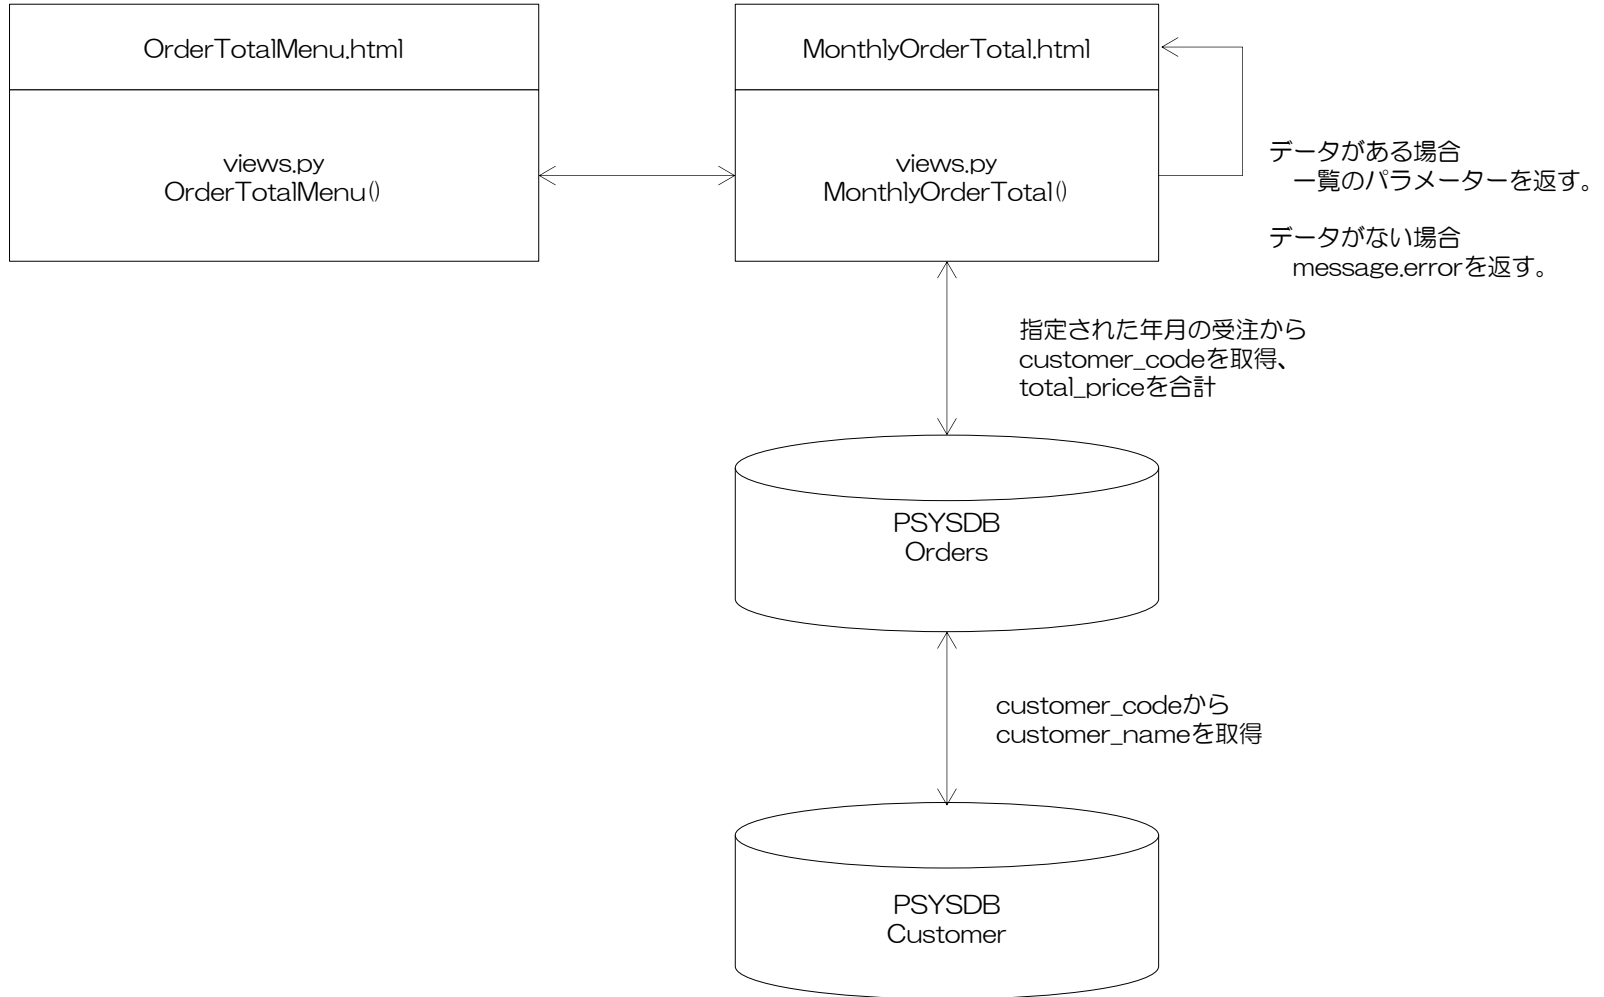 OrderTotalMenu.html
views.py
OrderTotalMenu()
MonthlyOrderTotal.html
views.py
MonthlyOrderTotal()
データがある場合
一覧のパラメーターを返す。
データがない場合
message.errorを返す。
指定された年月の受注から
customer_codeを取得、
total_priceを合計
PSYSDB
Orders
customer_codeから
customer_nameを取得
PSYSDB
Customer